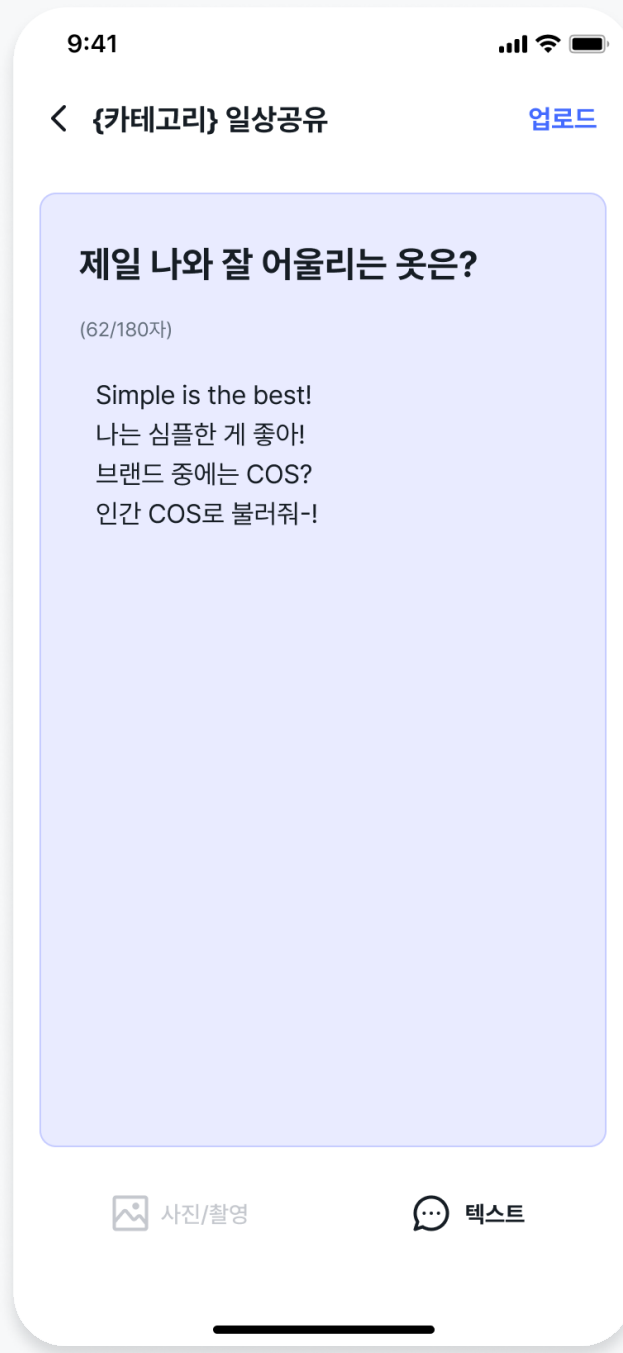 9:41
{카테고리} 일상공유
업로드
제일 나와 잘 어울리는 옷은?
(62/180자)
Simple is the best!
나는 심플한 게 좋아!
브랜드 중에는 COS?
인간 COS로 불러줘-!
사진/촬영
텍스트